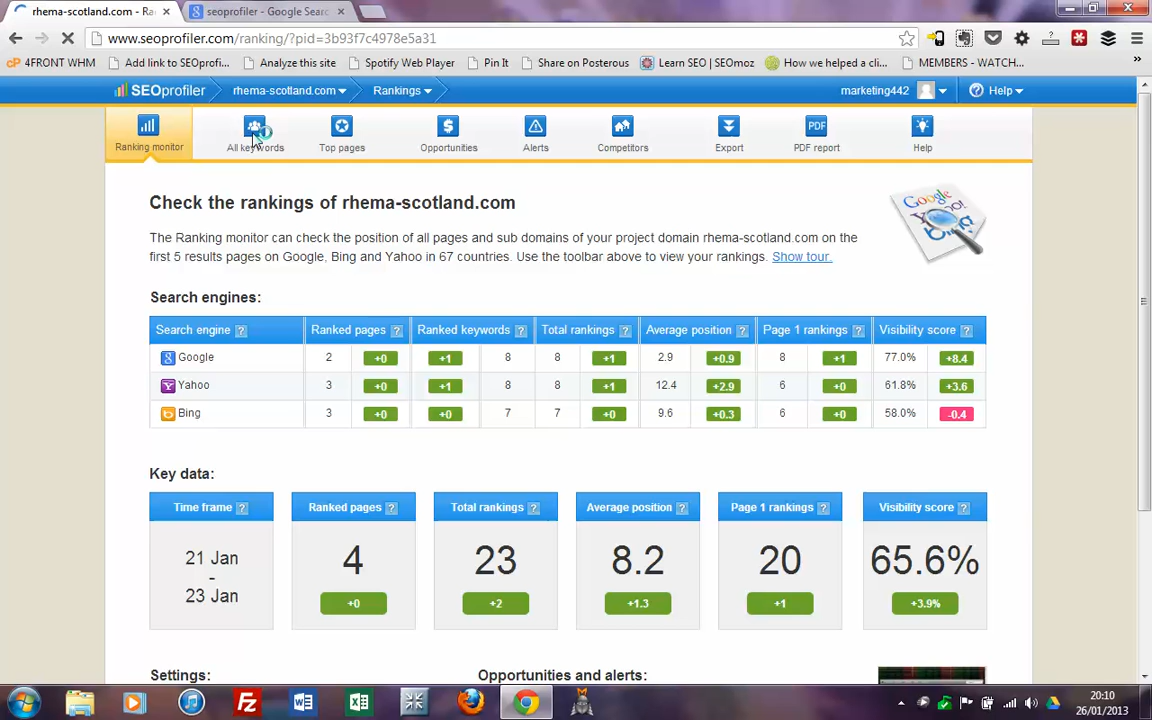 rhema-scotland.com - Ra
seoprofiler - Google Searc
www.seoprofiler.com/ranking/?pid=3b93f7c4978e5a31
4FRONT WHM
Add link to SEOprofi...
Analyze this site
Spotify Web Player
Pin It
Share on Posterous
Learn SEO | SEOmoz
How we helped a cli...
MEMBERS - WATCH...
SEOprofiler
rhema-scotland.com
Rankings
marketing442
Help
Ranking monitor
All keywords
Top pages
Opportunities
Alerts
Competitors
Export
PDF
PDF report
Help
Check the rankings of rhema-scotland.com
The Ranking monitor can check the position of all pages and sub domains of your project domain rhema-scotland.com on the
first 5 results pages on Google, Bing and Yahoo in 67 countries. Use the toolbar above to view your rankings. Show tour.
Search engines:
Search engine ? Ranked pages ? Ranked keywords ? Total rankings ? Average position ? Page 1 rankings ? Visibility score ?
Google 2 +0 +1 8 8 +1 2.9 +0.9 8 +1 77.0% +8.4
Yahoo 3 +0 +1 8 8 +1 12.4 +2.9 6 +0 61.8% +3.6
Bing 3 +0 +0 7 7 +0 9.6 +0.3 6 +0 58.0% -0.4
Key data:
Time frame ? Ranked pages ? Total rankings ? Average position ? Page 1 rankings ? Visibility score ?
21 Jan
-
23 Jan
4 23 8.2 20 65.6%
+0 +2 +1.3 +1 +3.9%
Settings:
Opportunities and alerts:
20:10
26/01/2013